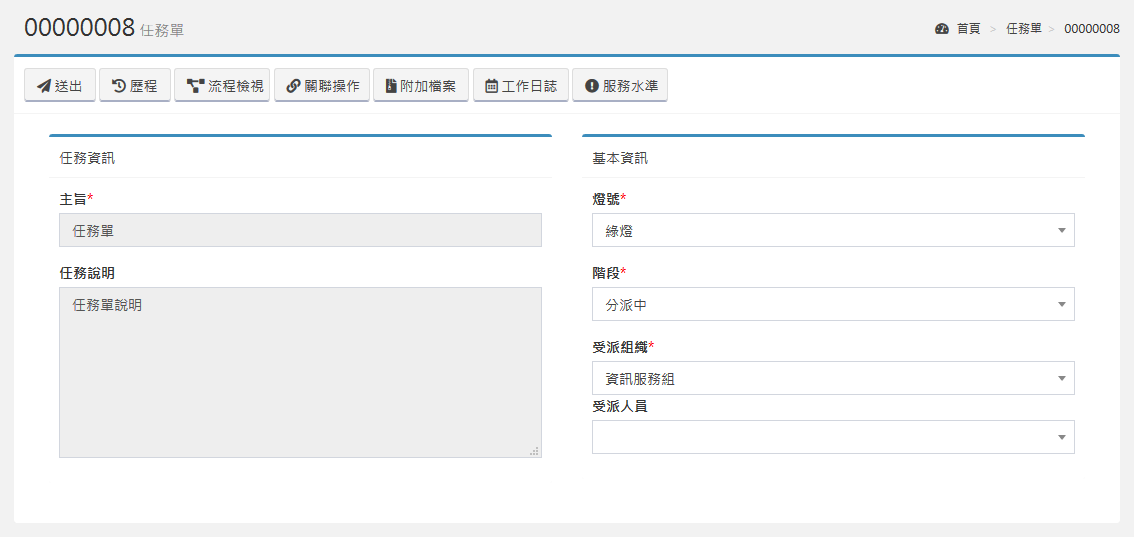 00000008 任務單
首頁 > 任務單 > 00000008
送出 歷程 流程檢視 關聯操作 附加檔案 工作日誌 服務水準
任務資訊
主旨*
任務單
任務說明
任務單說明
基本資訊
燈號*
綠燈
階段*
分派中
受派組織*
資訊服務組
受派人員